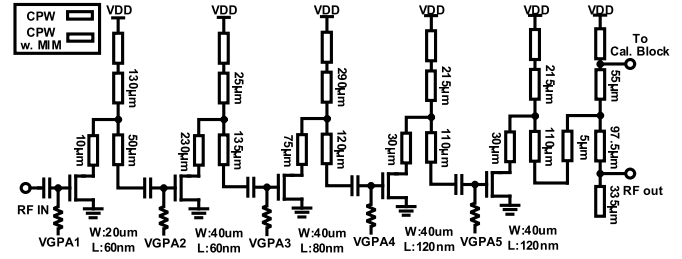 CPW
CPW
w. MIM
VDD
VDD
VDD
VDD
VDD
VDD
To
Cal. Block
130µm
25µm
290µm
215µm
215µm
55µm
10µm
50µm
230µm
135µm
75µm
120µm
30µm
110µm
30µm
110µm
5µm
97.5µm
335µm
RF IN
RF out
VGPA1
VGPA2
VGPA3
VGPA4
VGPA5
W:20um
L:60nm
W:40um
L:60nm
W:40um
L:80nm
W:40um
L:120nm
W:40um
L:120nm